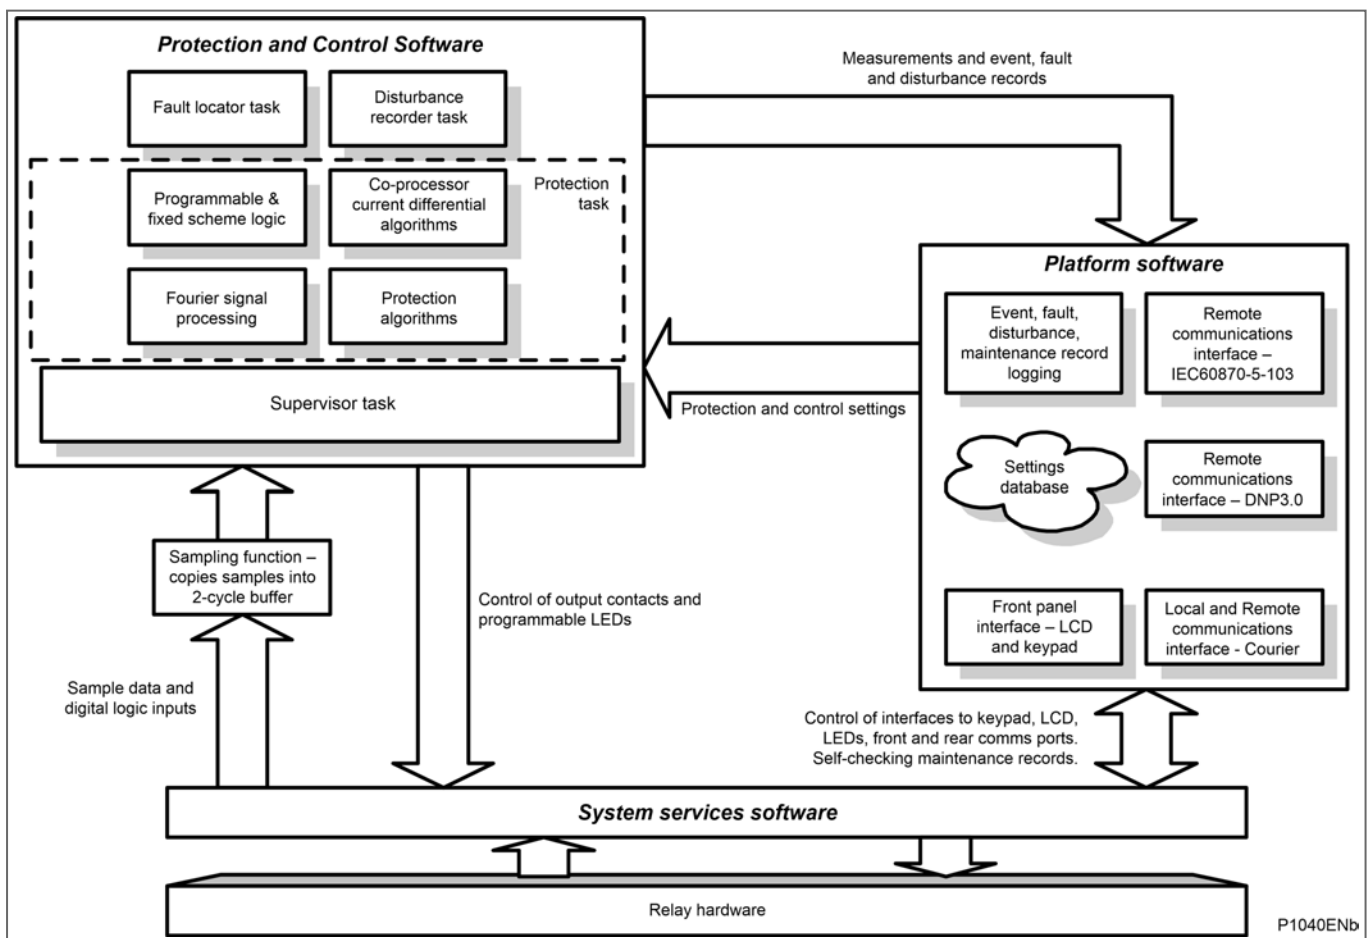 Protection and Control Software
Fault locator task
Disturbance
recorder task
Programmable &
fixed scheme logic
Co-processor
current differential
algorithms
Protection
task
Fourier signal
processing
Protection
algorithms
Supervisor task
Measurements and event, fault
and disturbance records
Platform software
Event, fault,
disturbance,
maintenance record
logging
Remote
communications
interface –
IEC60870-5-103
Protection and control settings
Settings
database
Remote
communications
interface – DNP3.0
Front panel
interface – LCD
and keypad
Local and Remote
communications
interface - Courier
Sampling function –
copies samples into
2-cycle buffer
Control of output contacts and
programmable LEDs
Sample data and
digital logic inputs
Control of interfaces to keypad, LCD,
LEDs, front and rear comms ports.
Self-checking maintenance records.
System services software
Relay hardware
P1040ENb